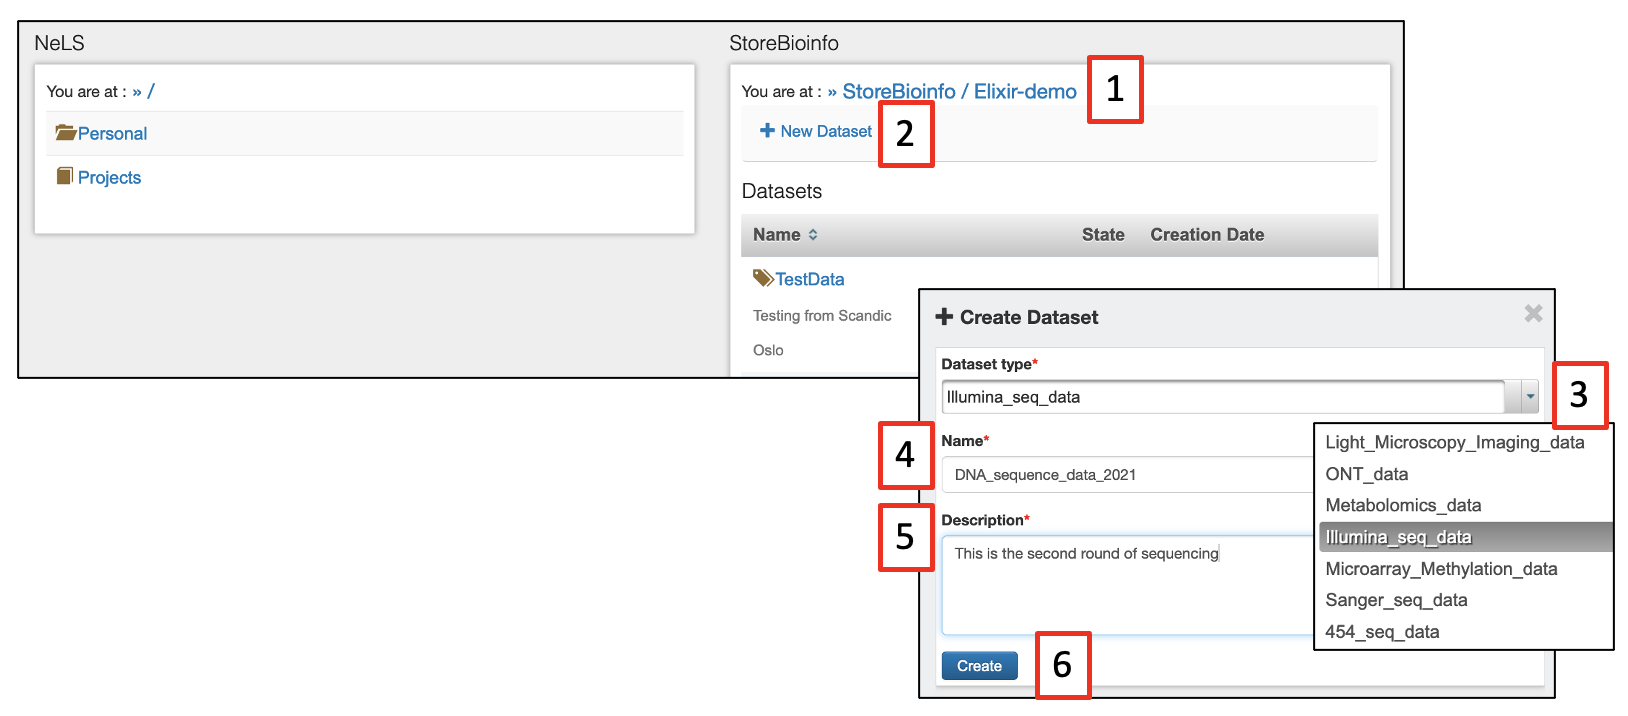 NeLS
You are at : » /
Personal
Projects
StoreBioinfo
You are at : » StoreBioinfo / Elixir-demo
1
+ New Dataset
2
Datasets
Name State Creation Date
TestData
Testing from Scandic
Oslo
+ Create Dataset
Dataset type*
Illumina_seq_data
3
4
Name*
DNA_sequence_data_2021
5
Description*
This is the second round of sequencing
Light_Microscopy_Imaging_data
ONT_data
Metabolomics_data
Illumina_seq_data
Microarray_Methylation_data
Sanger_seq_data
454_seq_data
Create
6